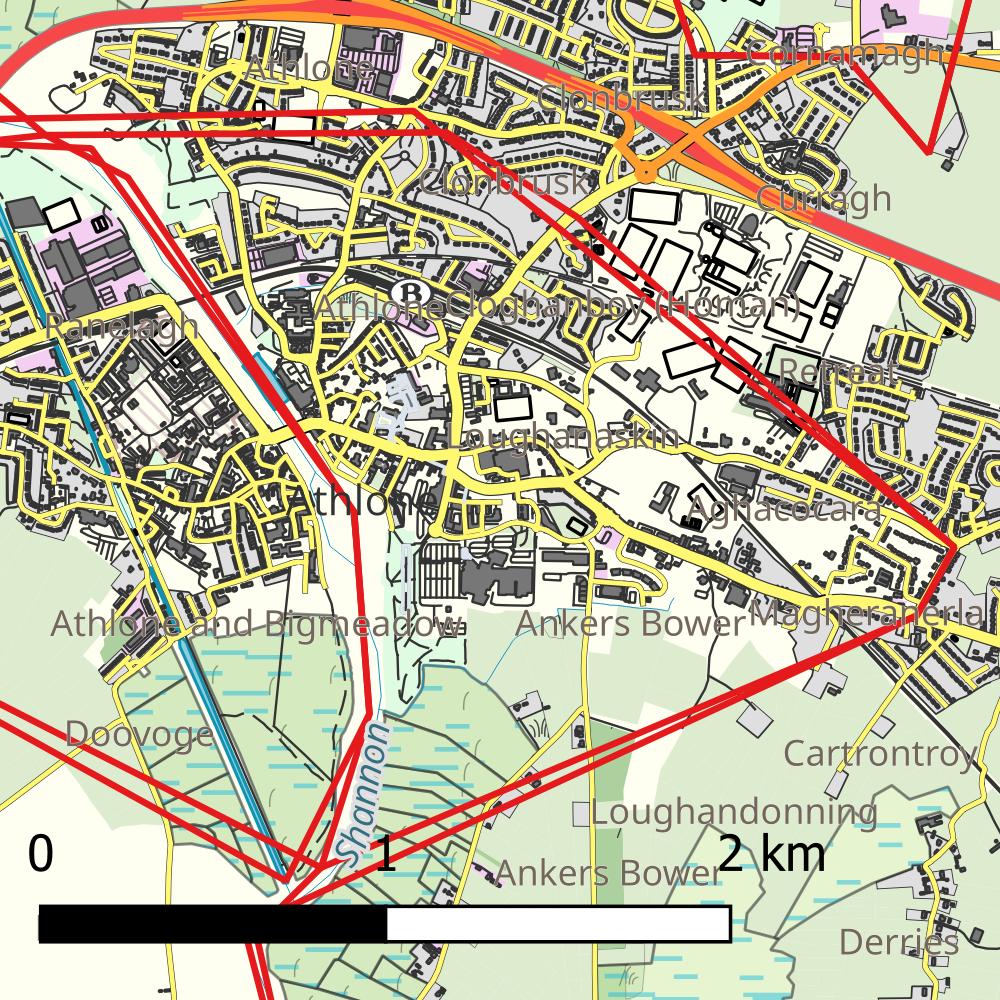 Cornamagh
Athlone
Clonbrusk
Clonbrusk
Curragh
B
Athlone
Cloghanboy (Homan)
Ranelagh
Retreat
Loughanaskin
Athlone
Aghacocara
Athlone and Bigmeadow
Ankers Bower
Magheranerla
Doovoge
Shannon
Cartrontroy
Loughandonning
0 1 2 km
Ankers Bower
Derries